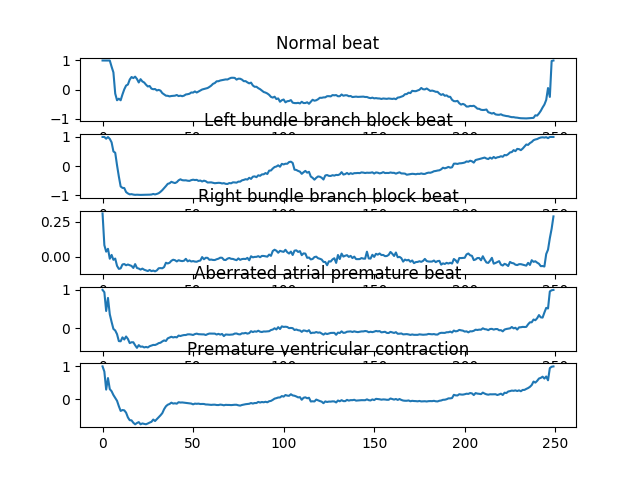 Normal beat
1
0
−1
Left bundle branch block beat
1
0
−1
Right bundle branch block beat
0.25
0.00
Aberrated atrial premature beat
1
0
Premature ventricular contraction
1
0
0 50 100 150 200 250